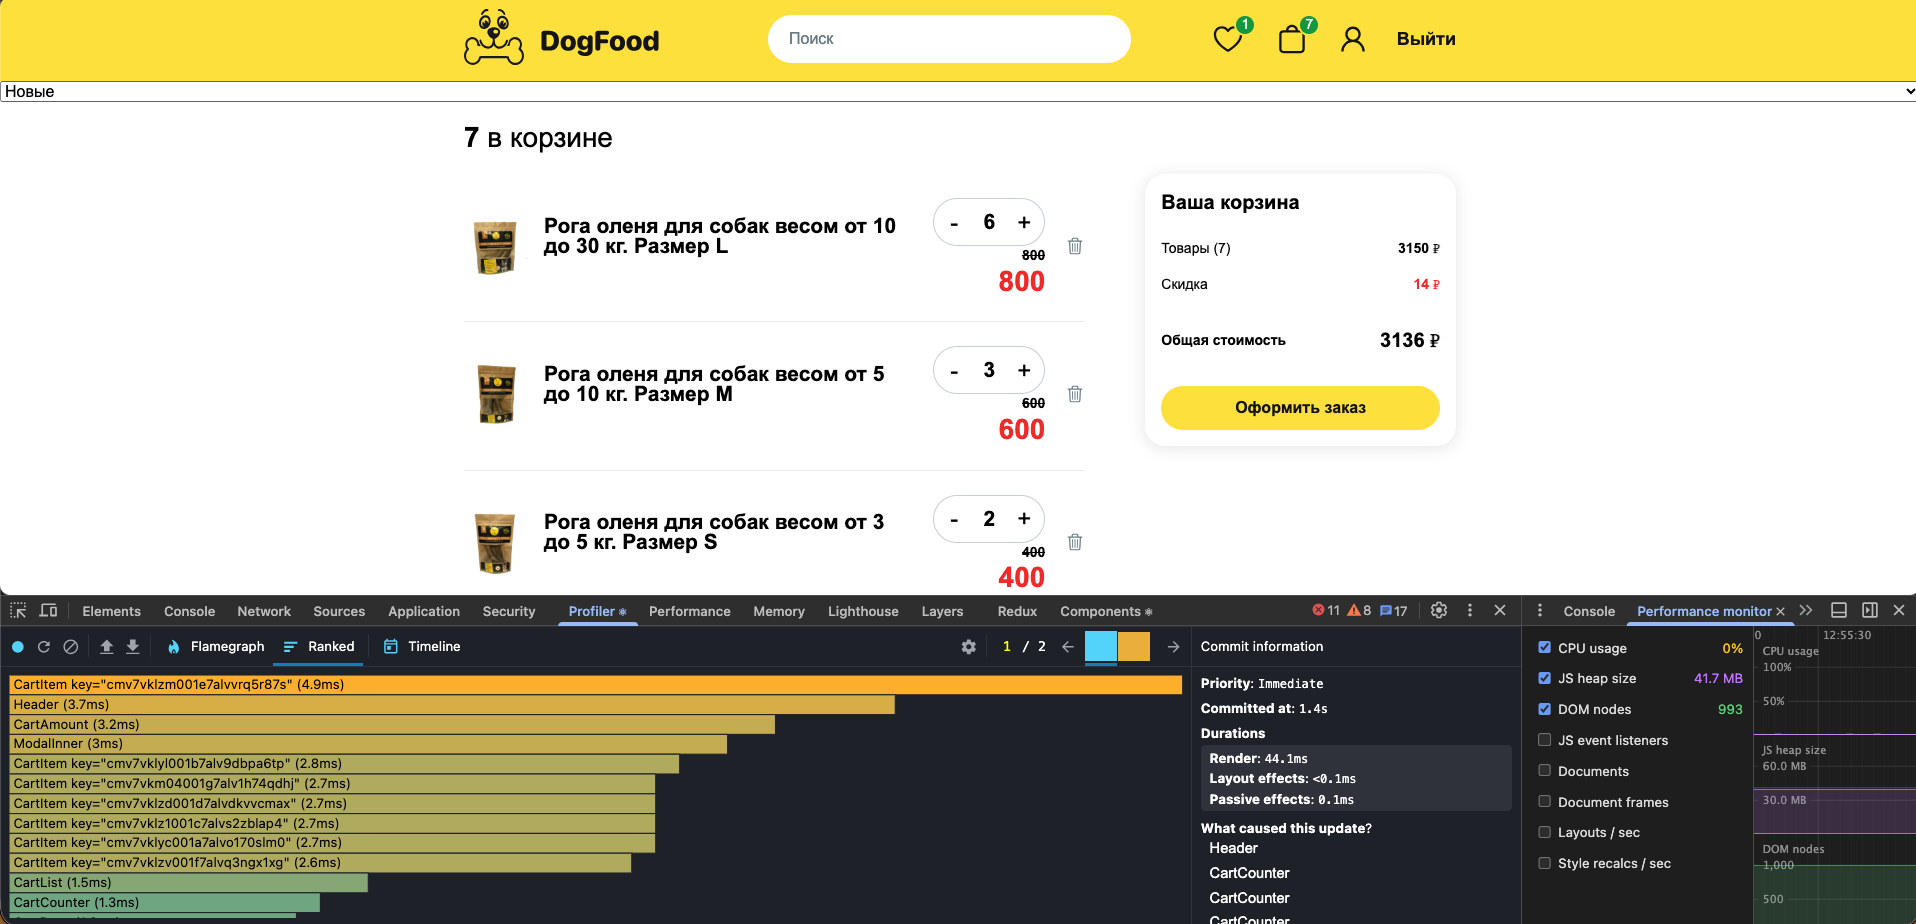 DogFood
Поиск
1
7
Выйти
Новые
7 в корзине
Рога оленя для собак весом от 10
до 30 кг. Размер L
- 6 +
800
800
Рога оленя для собак весом от 5
до 10 кг. Размер M
- 3 +
600
600
Рога оленя для собак весом от 3
до 5 кг. Размер S
- 2 +
400
400
Ваша корзина
Товары (7) 3150 ₽
Скидка 14 ₽
Общая стоимость 3136 ₽
Оформить заказ
Elements Console Network Sources Application Security Profiler Performance Memory Lighthouse Layers Redux Components 11 8 17
Flamegraph Ranked Timeline 1 / 2
CartItem key="cmv7vklzm001e7alvvrq5r87s" (4.9ms)
Header (3.7ms)
CartAmount (3.2ms)
ModalInner (3ms)
CartItem key="cmv7vklyl001b7alv9dbpa6tp" (2.8ms)
CartItem key="cmv7vkm04001g7alv1h74qdhj" (2.7ms)
CartItem key="cmv7vklzd001d7alvdkvvcmax" (2.7ms)
CartItem key="cmv7vklz1001c7alvs2zblap4" (2.7ms)
CartItem key="cmv7vklyc001a7alvo170slm0" (2.7ms)
CartItem key="cmv7vklzv001f7alvq3ngx1xg" (2.6ms)
CartList (1.5ms)
CartCounter (1.3ms)
Commit information
Priority: Immediate
Committed at: 1.4s
Durations
Render: 44.1ms
Layout effects: <0.1ms
Passive effects: 0.1ms
What caused this update?
Header
CartCounter
CartCounter
CartCounter
Console Performance monitor
CPU usage 0%
JS heap size 41.7 MB
DOM nodes 993
JS event listeners
Documents
Document frames
Layouts / sec
Style recalcs / sec
0 12:55:30
CPU usage
100%
50%
JS heap size
60.0 MB
30.0 MB
DOM nodes
1,000
500